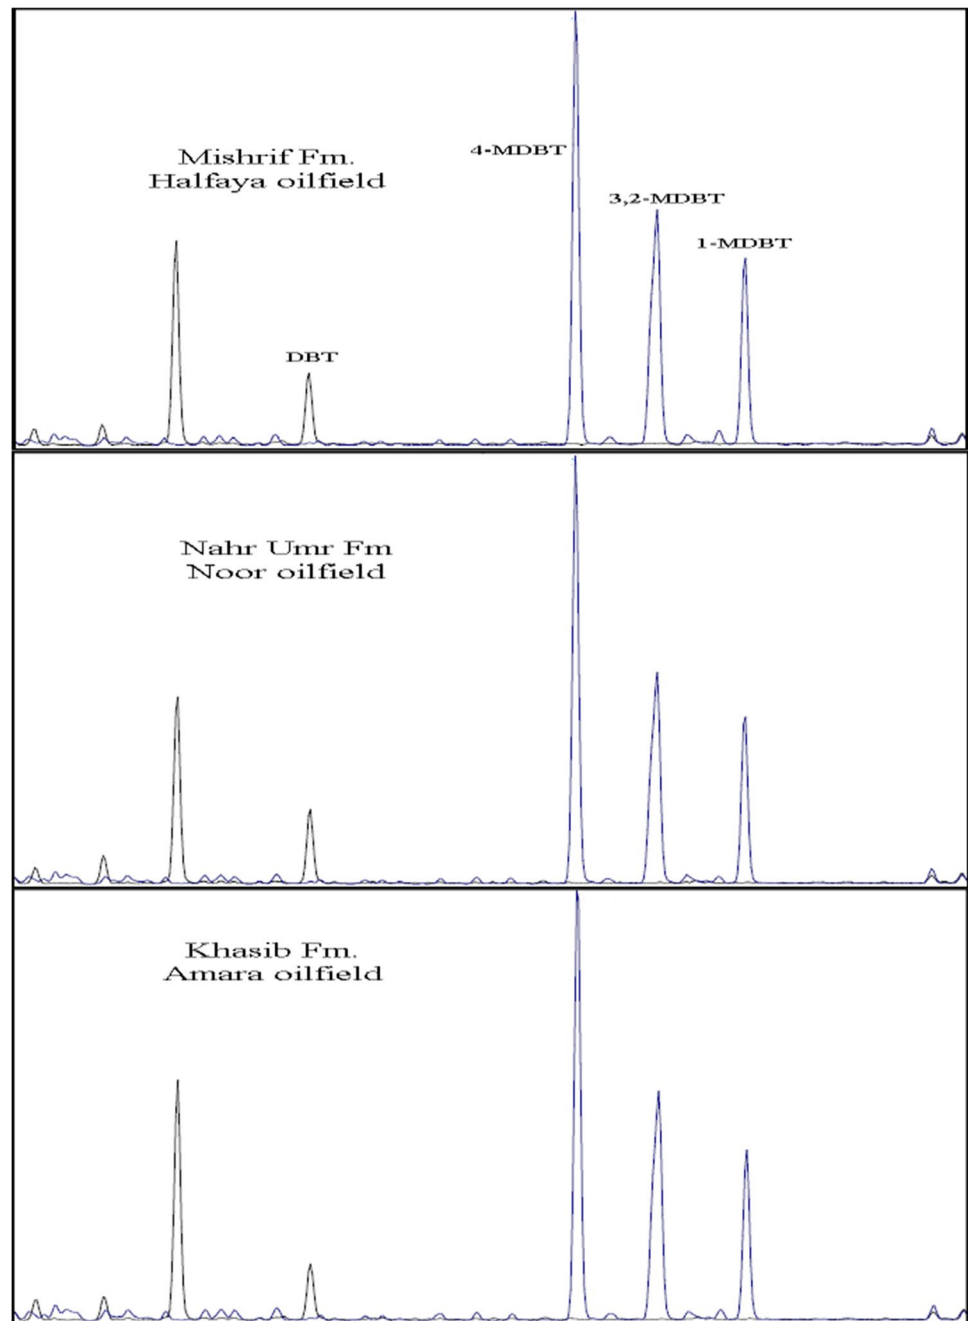 Mishrif Fm.
Halfaya oilfield
4-MDBT
3,2-MDBT
1-MDBT
DBT
Nahr Umr Fm
Noor oilfield
Khasib Fm.
Amara oilfield